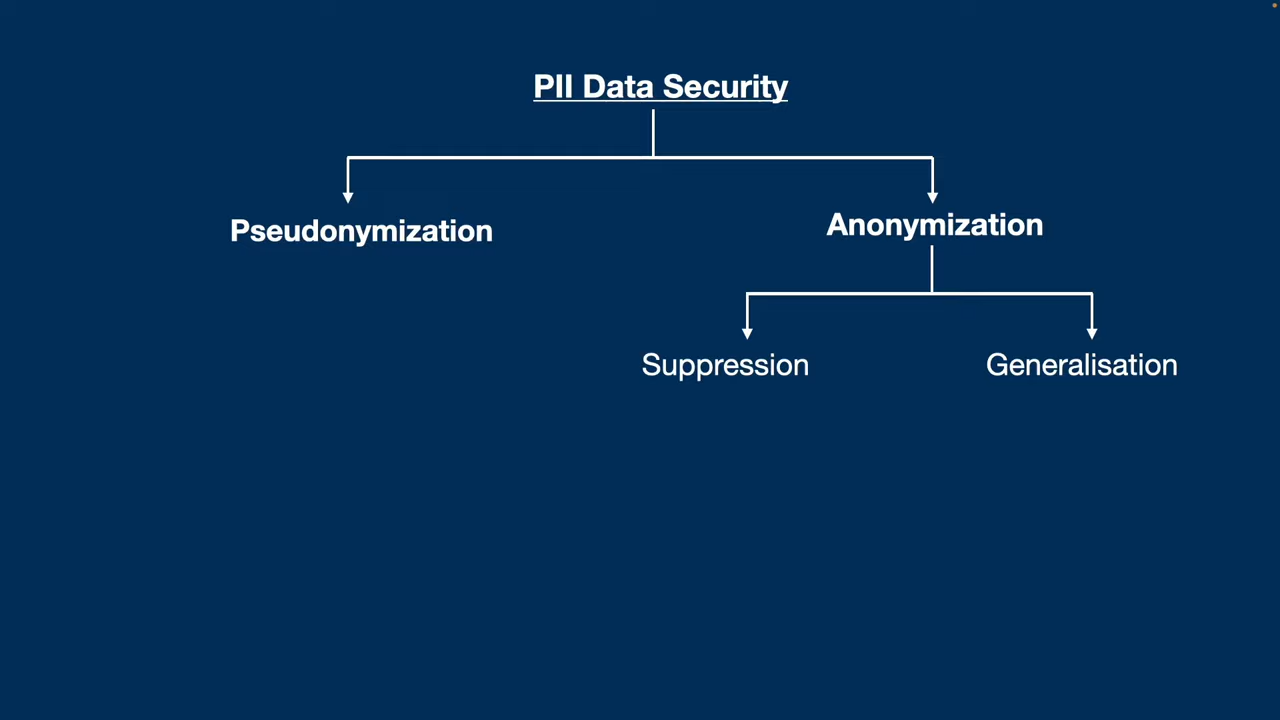 PII Data Security
Pseudonymization
Anonymization
Suppression
Generalisation